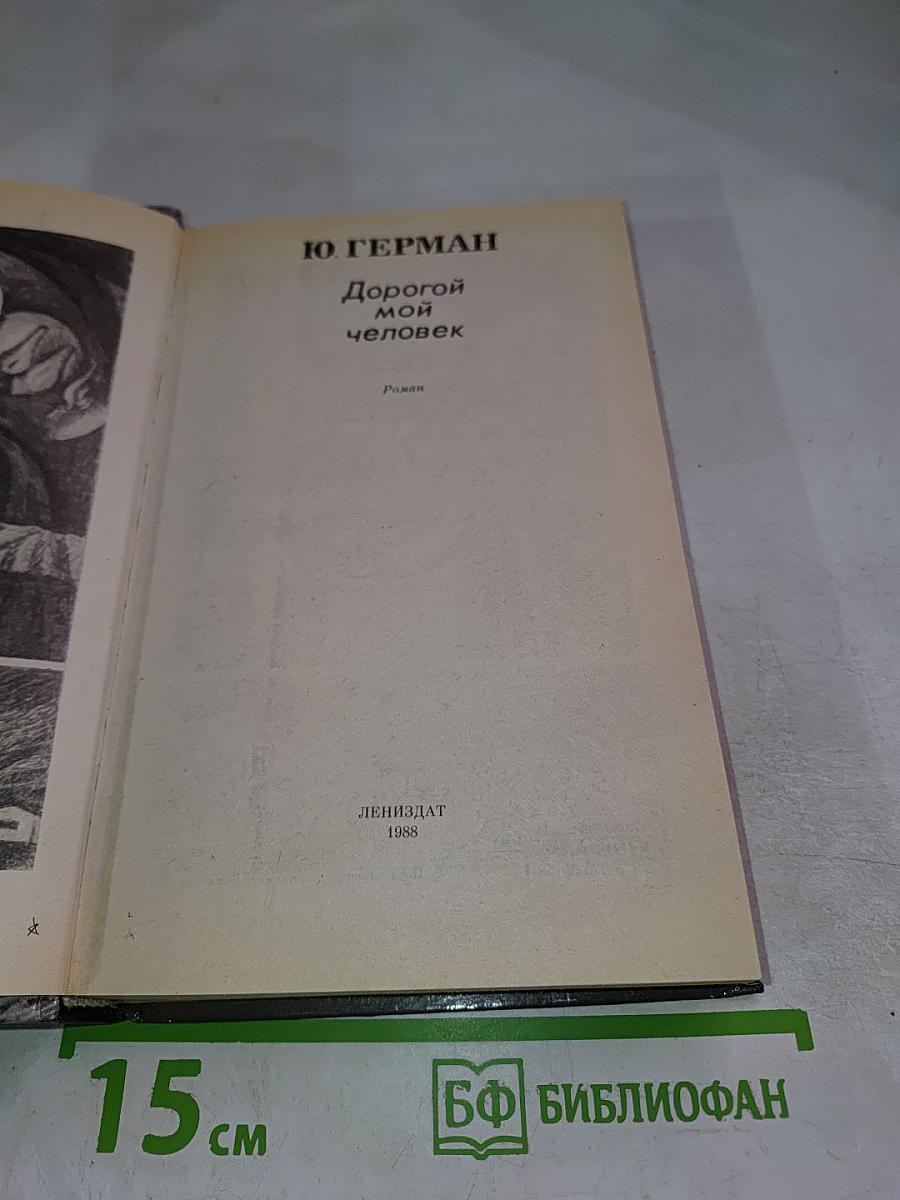 Ю. ГЕРМАН
Дорогой
мой
человек
Роман
ЛЕНИЗДАТ
1988
15 см
БФ БИБЛИОФАН